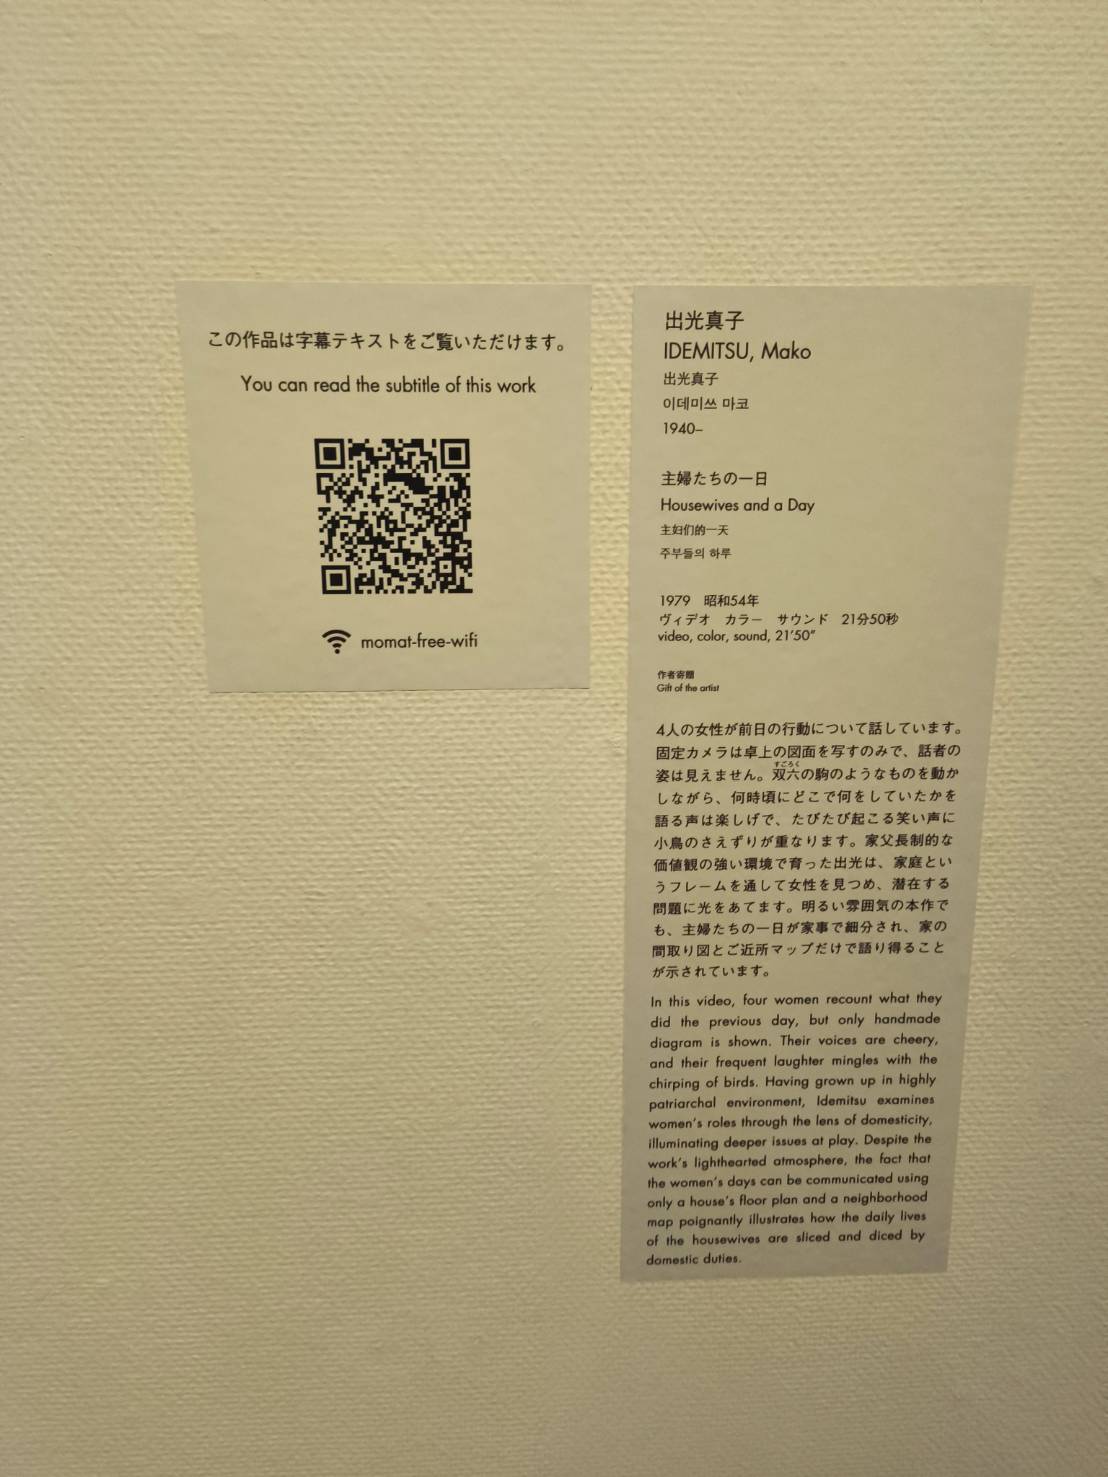 この作品は字幕テキストをご覧いただけます。
You can read the subtitle of this work
momat-free-wifi
出光真子
IDEMITSU, Mako
出光真子
이데미쓰 마코
1940–
主婦たちの一日
Housewives and a Day
主妇们的一天
주부들의 하루
1979　昭和54年
ヴィデオ　カラー　サウンド　21分50秒
video, color, sound, 21’50”
作者寄贈
Gift of the artist
4人の女性が前日の行動について話しています。
固定カメラは卓上の図面を写すのみで、話者の
すごろく
姿は見えません。双六の駒のようなものを動か
しながら、何時頃にどこで何をしていたかを
語る声は楽しげで、たびたび起こる笑い声に
小鳥のさえずりが重なります。家父長制的な
価値観の強い環境で育った出光は、家庭とい
うフレームを通して女性を見つめ、潜在する
問題に光をあてます。明るい雰囲気の本作で
も、主婦たちの一日が家事で細分され、家の
間取り図とご近所マップだけで語り得ること
が示されています。
In this video, four women recount what they
did the previous day, but only handmade
diagram is shown. Their voices are cheery,
and their frequent laughter mingles with the
chirping of birds. Having grown up in highly
patriarchal environment, Idemitsu examines
women’s roles through the lens of domesticity,
illuminating deeper issues at play. Despite the
work’s lighthearted atmosphere, the fact that
the women’s days can be communicated using
only a house’s floor plan and a neighborhood
map poignantly illustrates how the daily lives
of the housewives are sliced and diced by
domestic duties.